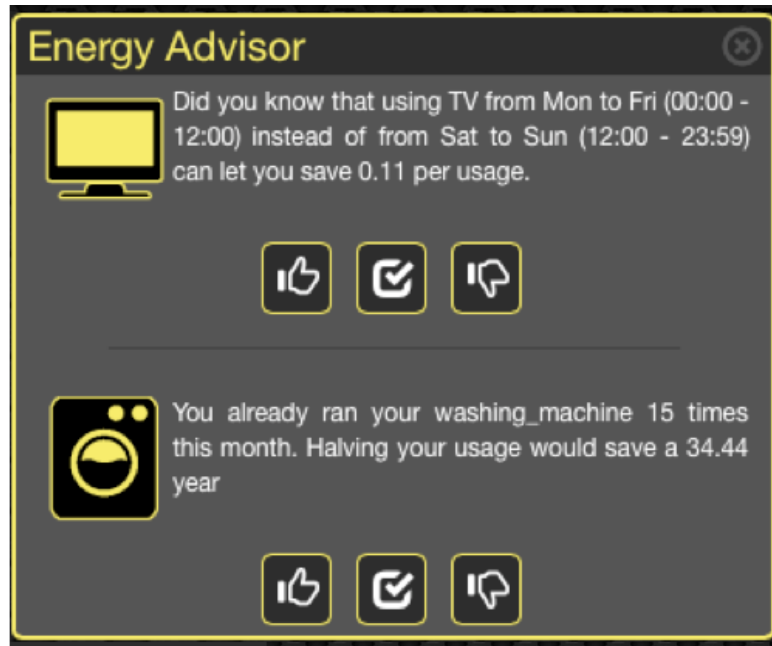 Energy Advisor
Did you know that using TV from Mon to Fri (00:00 -
12:00) instead of from Sat to Sun (12:00 - 23:59)
can let you save 0.11 per usage.
You already ran your washing_machine 15 times
this month. Halving your usage would save a 34.44
year